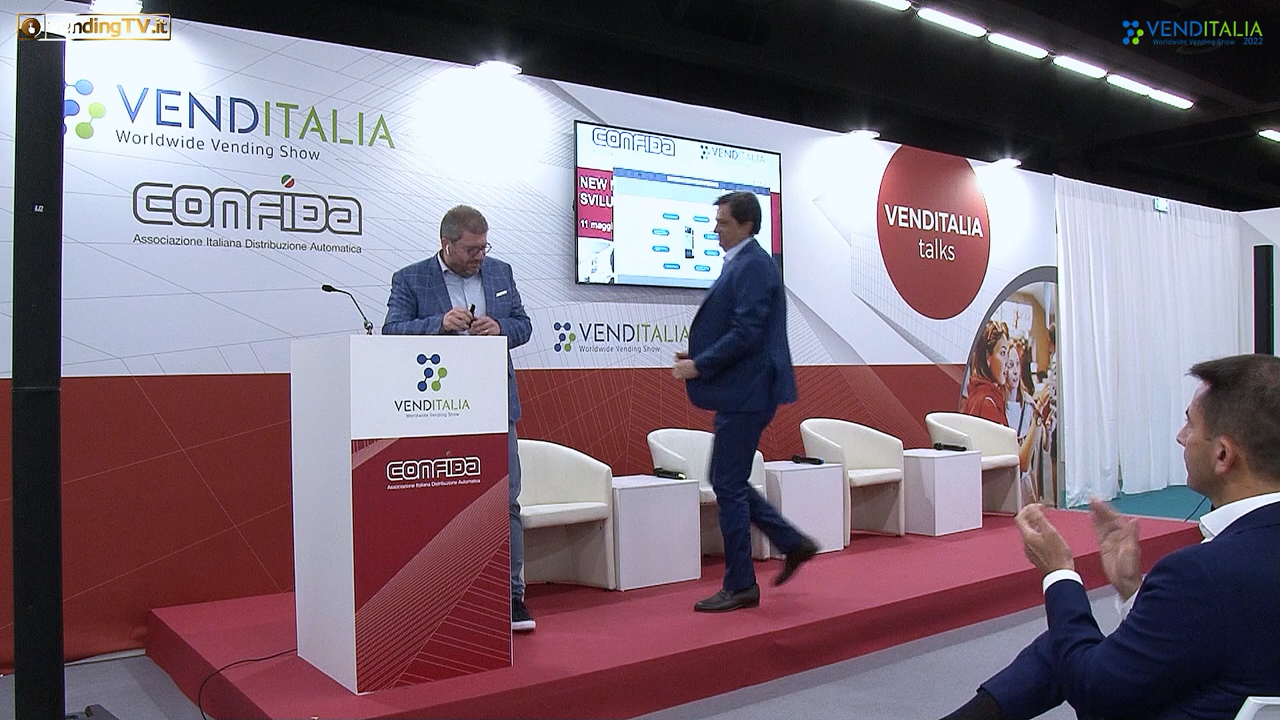 VendingTV.it
VENDITALIA
Worldwide Vending Show 2022
VENDITALIA
Worldwide Vending Show
CONFIDA
Associazione Italiana Distribuzione Automatica
CONFIDA
VENDITALIA
NEW
SVILU
11 magg
VENDITALIA
talks
VENDITALIA
Worldwide Vending Show
VENDITALIA
Worldwide Vending Show
CONFIDA
Associazione Italiana Distribuzione Automatica